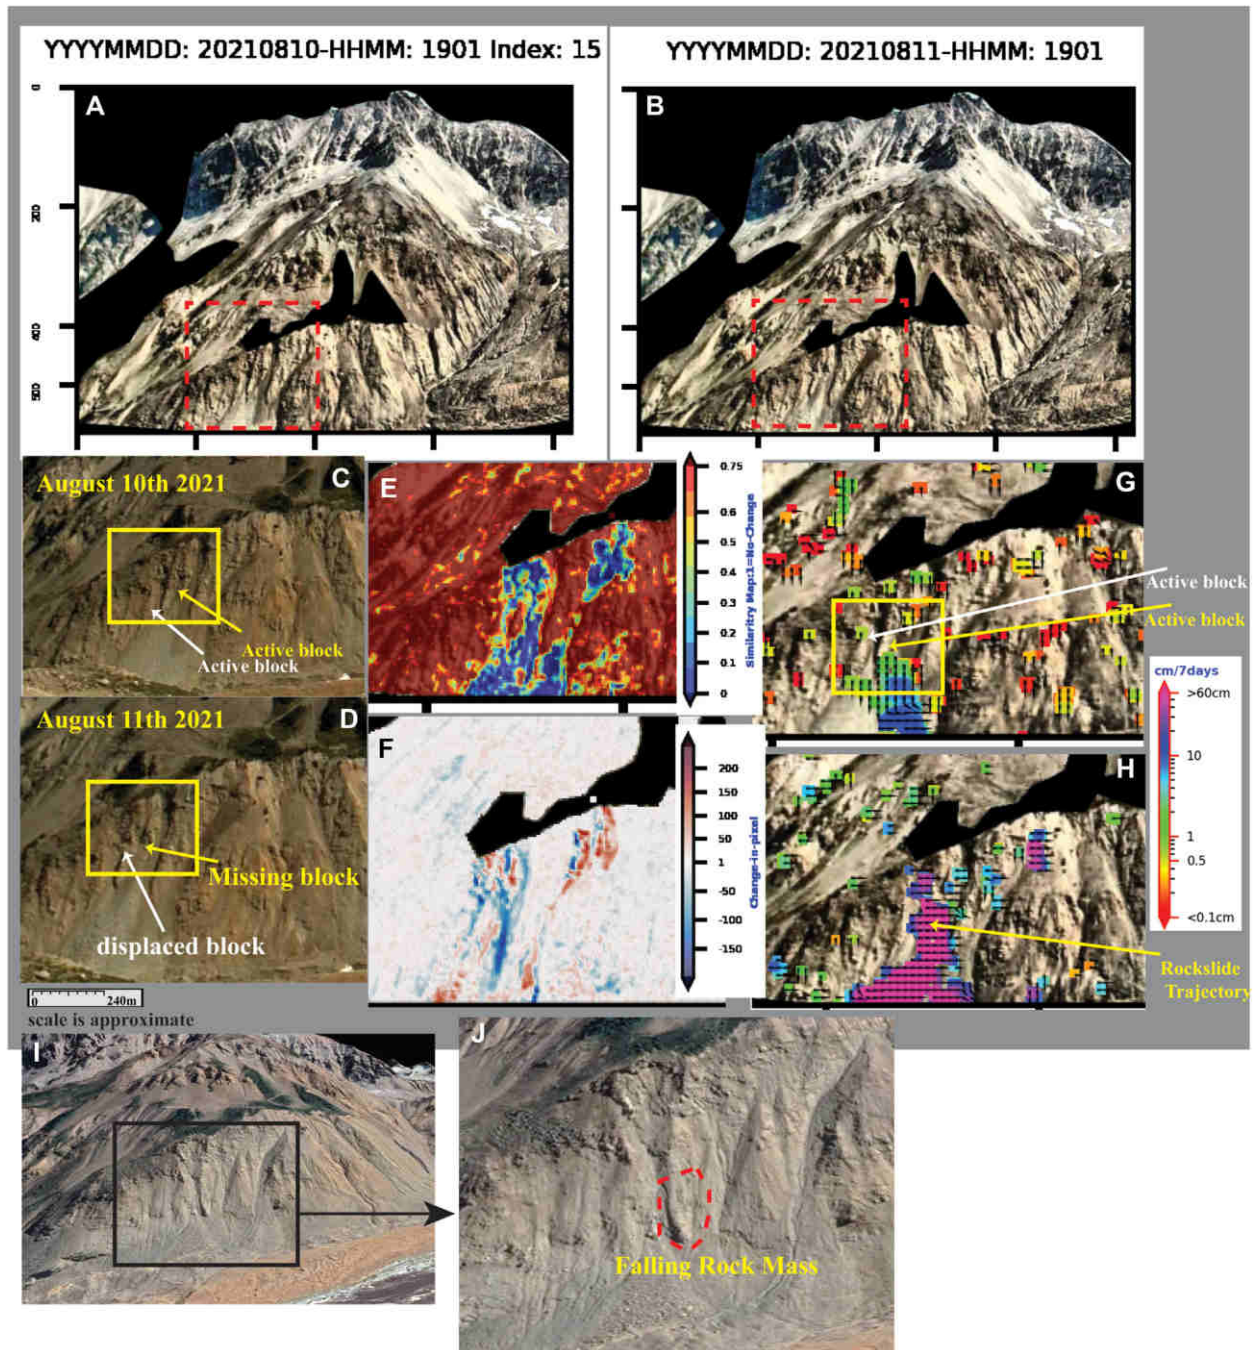 YYYYMMDD: 20210810-HHMM: 1901 Index: 15
YYYYMMDD: 20210811-HHMM: 1901
A
B
0
200
400
500
August 10th 2021
C
Active block
Active block
August 11th 2021
D
Missing block
displaced block
0 240m
scale is approximate
E
0.75
0.6
0.5
0.4
0.3
0.2
0.1
0
Similearitry Map:1=No-Change
F
200
150
100
50
1
-50
-100
-150
Change-in-pixel
G
Active block
Active block
cm/7days
>60cm
10
1
0.5
<0.1cm
H
Rockslide
Trajectory
I
J
Falling Rock Mass